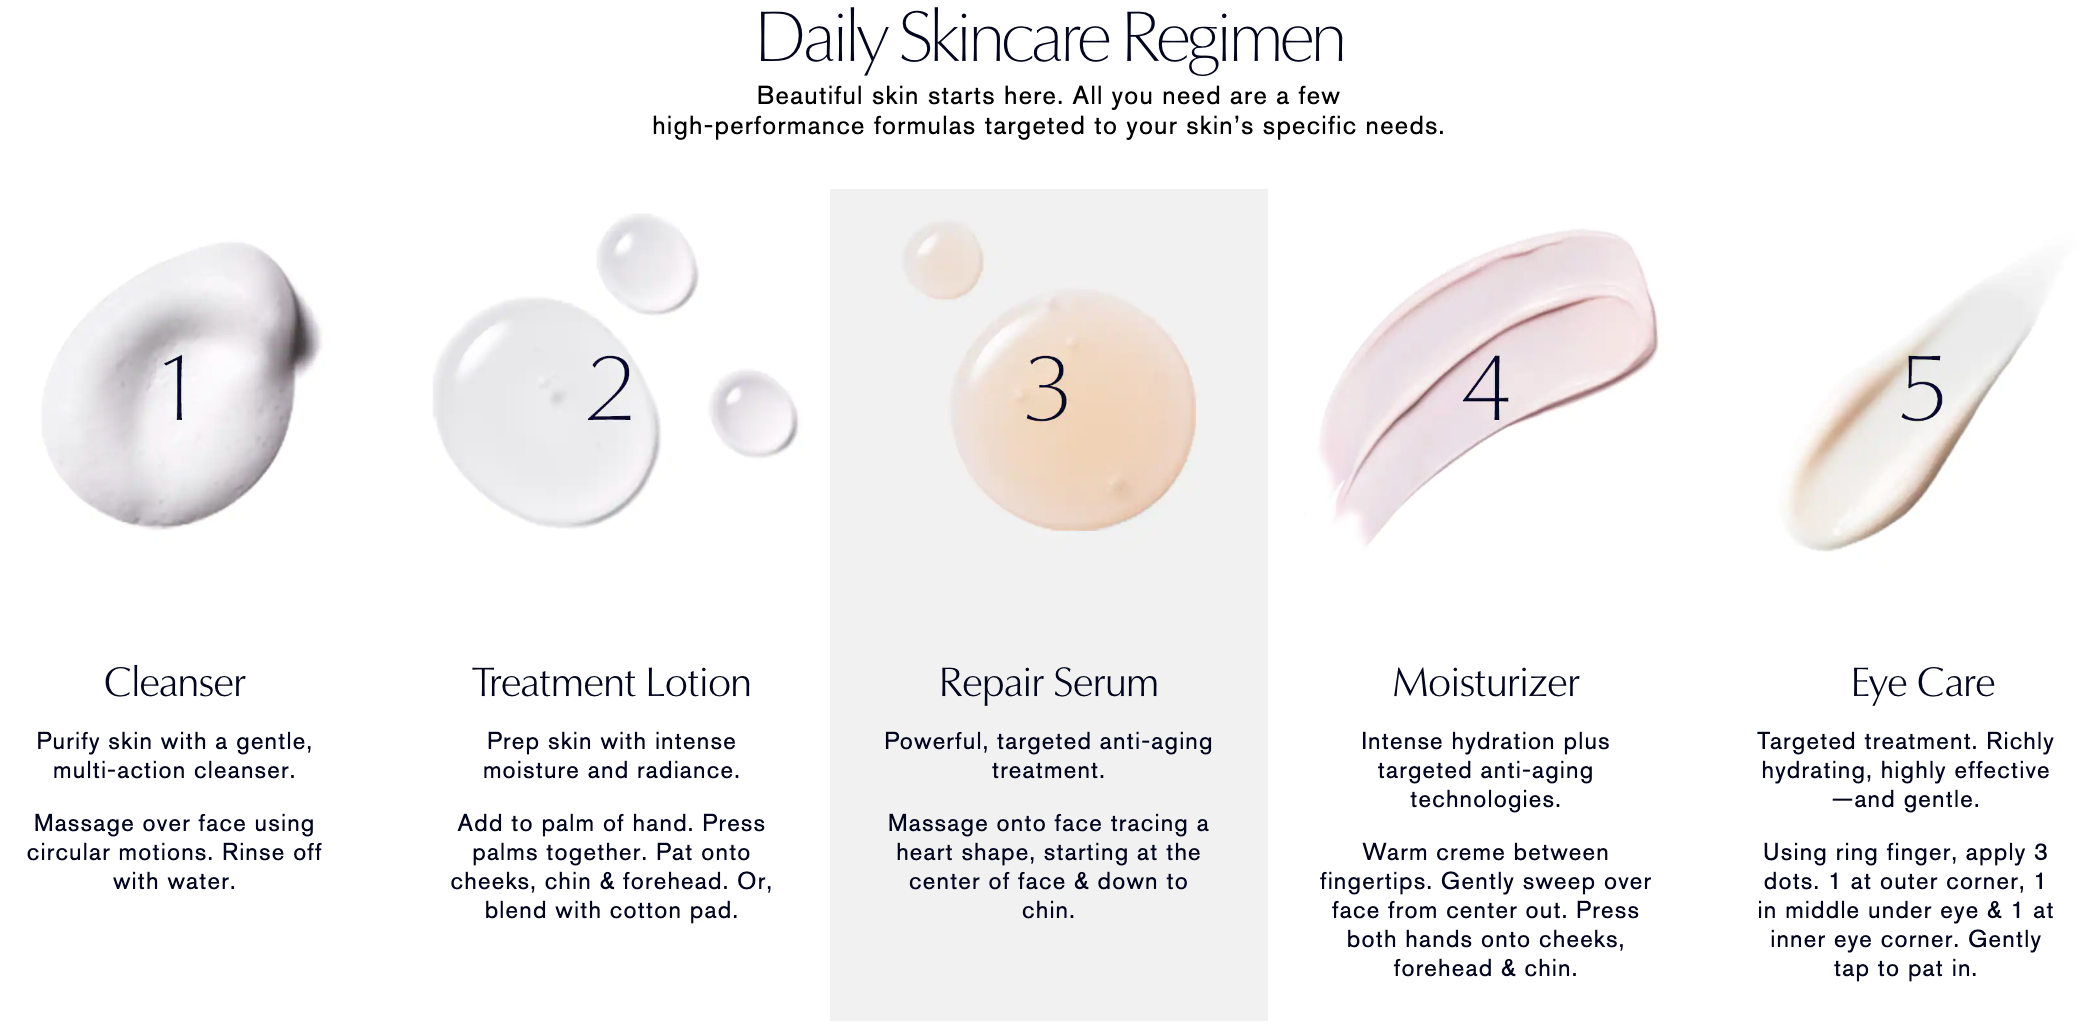 Daily Skincare Regimen
Beautiful skin starts here. All you need are a few
high-performance formulas targeted to your skin’s specific needs.
1
Cleanser
Purify skin with a gentle,
multi-action cleanser.
Massage over face using
circular motions. Rinse off
with water.
2
Treatment Lotion
Prep skin with intense
moisture and radiance.
Add to palm of hand. Press
palms together. Pat onto
cheeks, chin & forehead. Or,
blend with cotton pad.
3
Repair Serum
Powerful, targeted anti-aging
treatment.
Massage onto face tracing a
heart shape, starting at the
center of face & down to
chin.
4
Moisturizer
Intense hydration plus
targeted anti-aging
technologies.
Warm creme between
fingertips. Gently sweep over
face from center out. Press
both hands onto cheeks,
forehead & chin.
5
Eye Care
Targeted treatment. Richly
hydrating, highly effective
—and gentle.
Using ring finger, apply 3
dots. 1 at outer corner, 1
in middle under eye & 1 at
inner eye corner. Gently
tap to pat in.